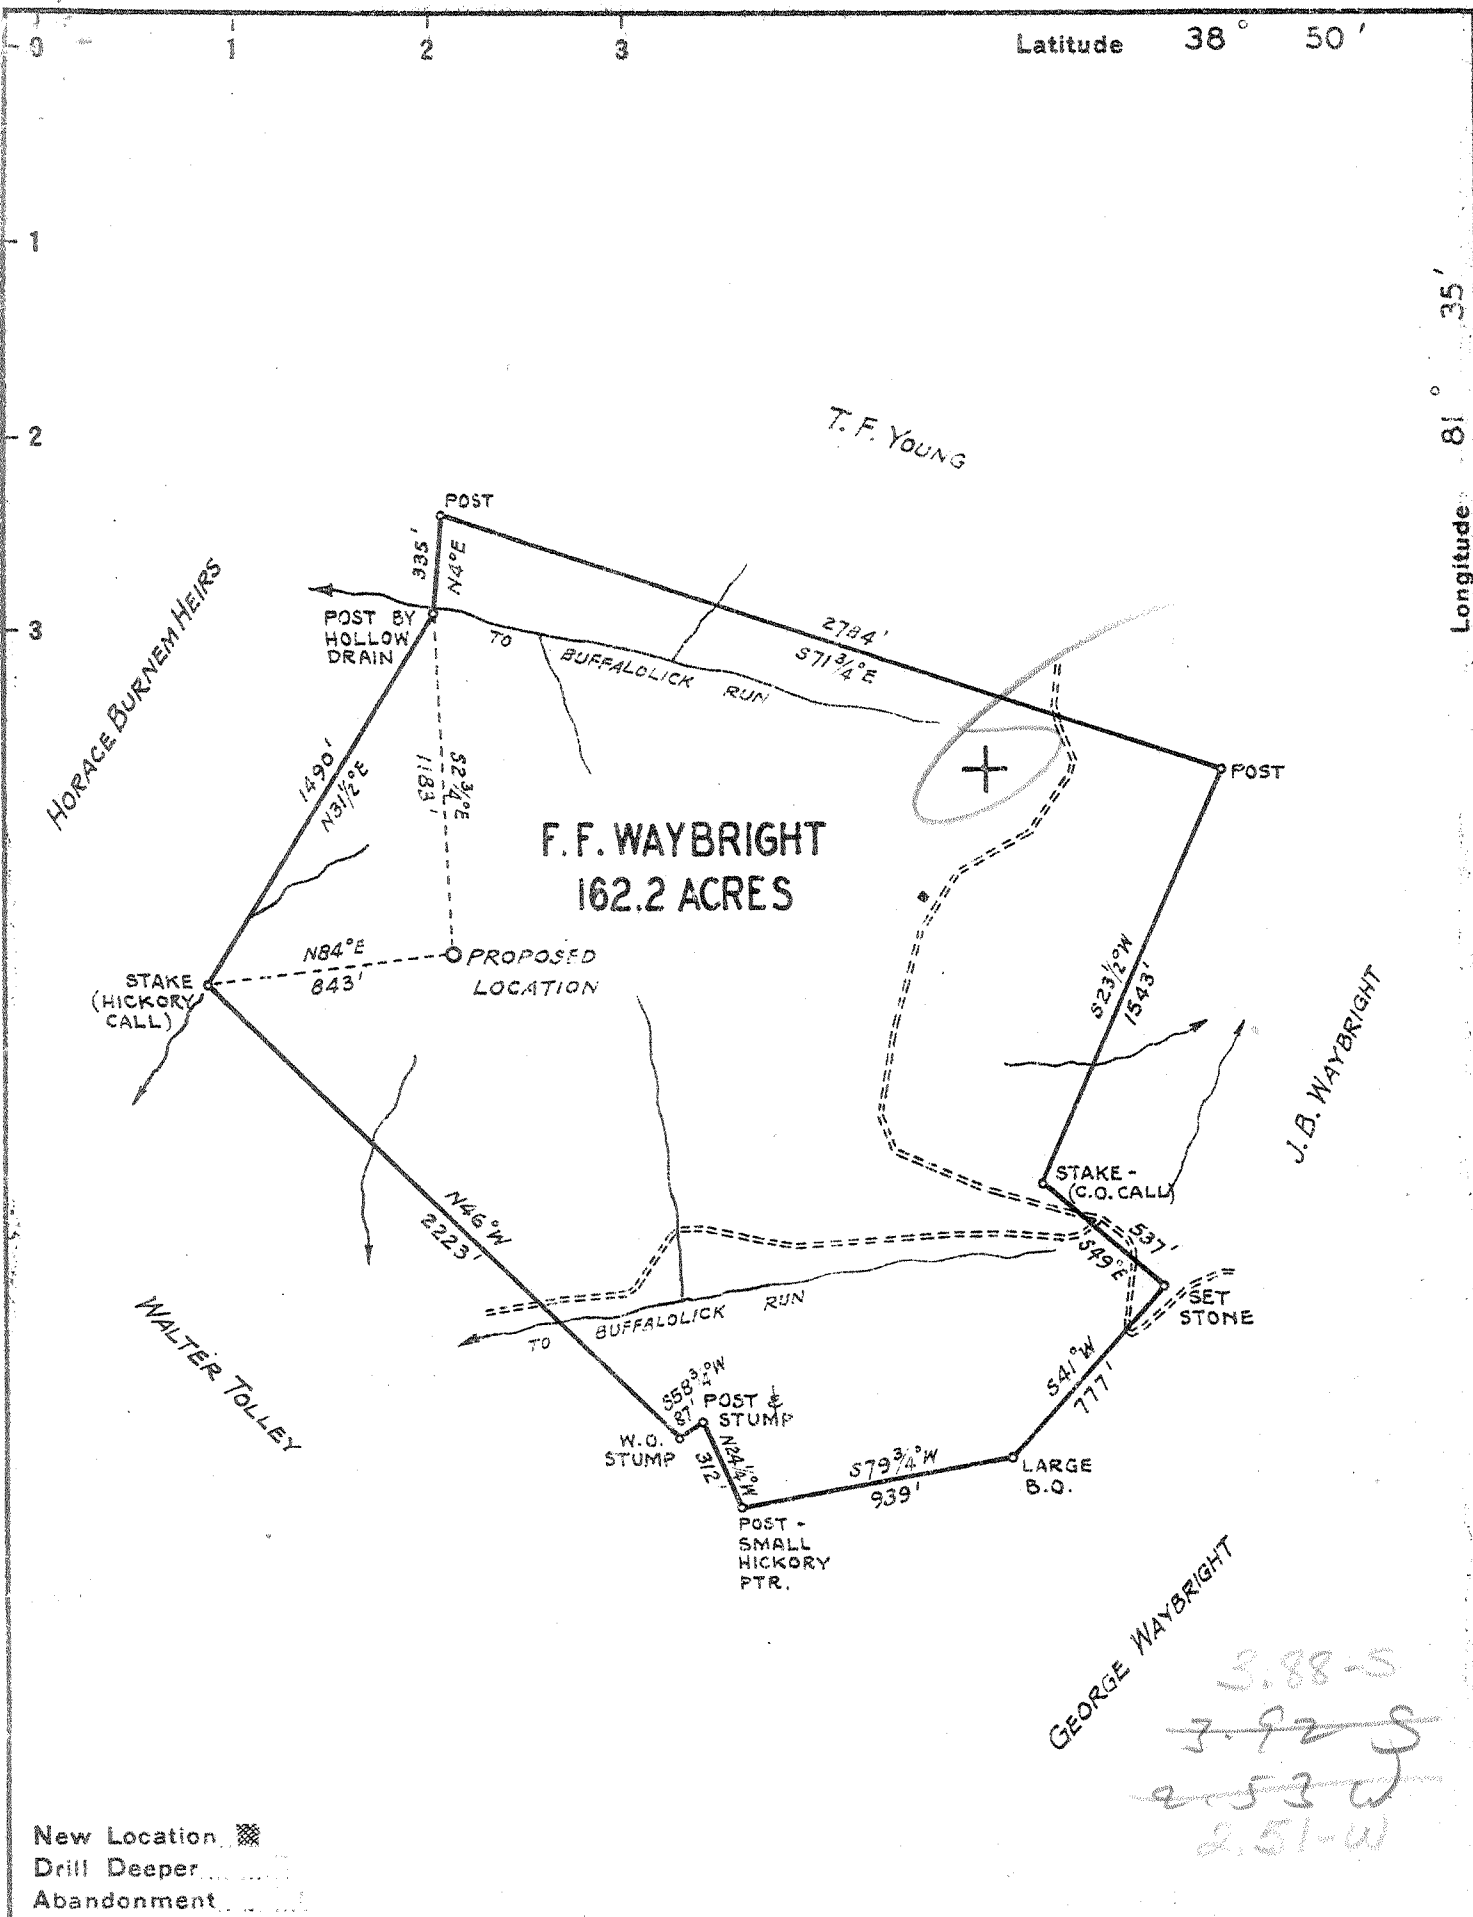 0 1 2 3 Latitude 38° 50'
1
2
3
Longitude 81° 35'
T. F. YOUNG
POST
335'
N4°E
HORACE BURNEM HEIRS
POST BY
HOLLOW
DRAIN
TO BUFFALOLICK RUN
2784'
S71¾°E
POST
1490'
N31½°E
S2¾°E
1183'
F. F. WAYBRIGHT
162.2 ACRES
N84°E
843'
PROPOSED
LOCATION
STAKE
(HICKORY
CALL)
S23½°W
1543'
J. B. WAYBRIGHT
STAKE-
(C.O. CALL)
537'
S49°E
SET
STONE
N46°W
2223'
TO BUFFALOLICK RUN
WALTER TOLLEY
S58¾°W
87'
POST &
STUMP
W.O.
STUMP
N24¼°W
312'
S41°W
777'
S79¾°W
939'
LARGE
B.O.
POST -
SMALL
HICKORY
PTR.
GEORGE WAYBRIGHT
3.88-S
3.92 S
2.53 W
2.51-W
New Location
Drill Deeper
Abandonment